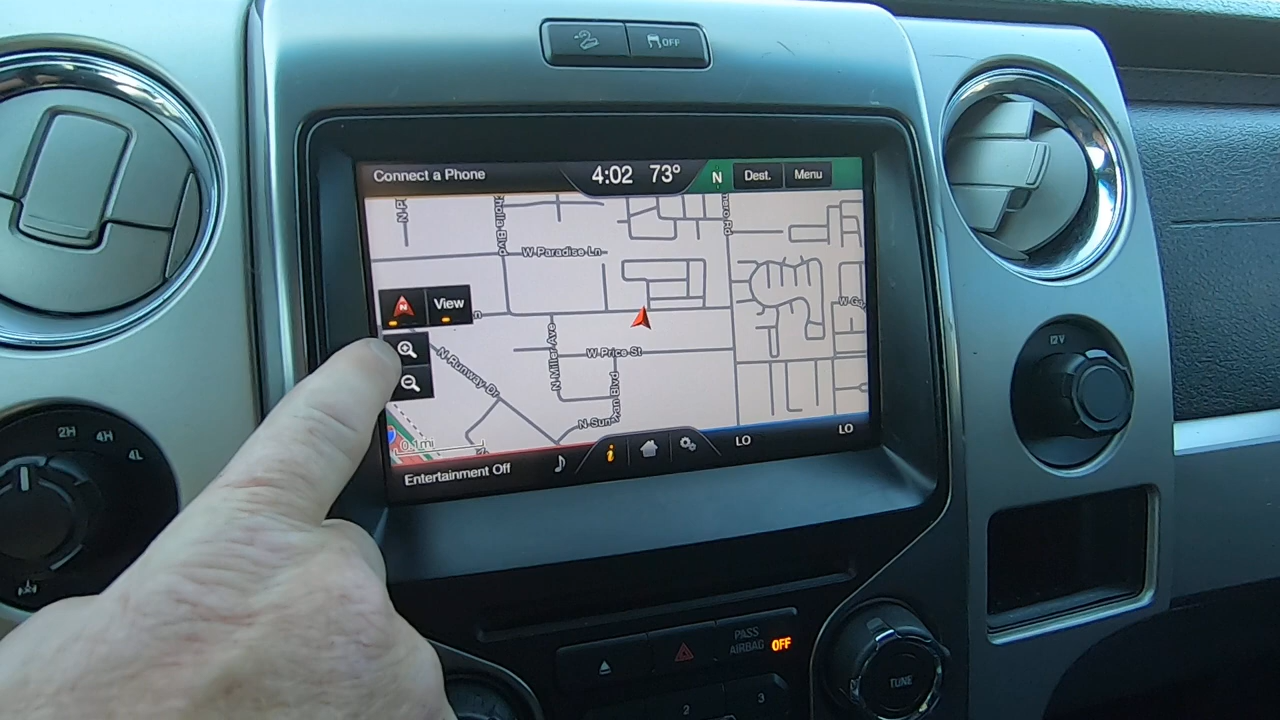 OFF
Connect a Phone
4:02
73°
N
Dest.
Menu
W Paradise Ln
N
View
W Price St
N Miller Ave
N Runway Dr
N Sun
0.1mi
Entertainment Off
i
LO
LO
2H
4H
4L
12V
PASS
AIRBAG OFF
2
3
TUNE